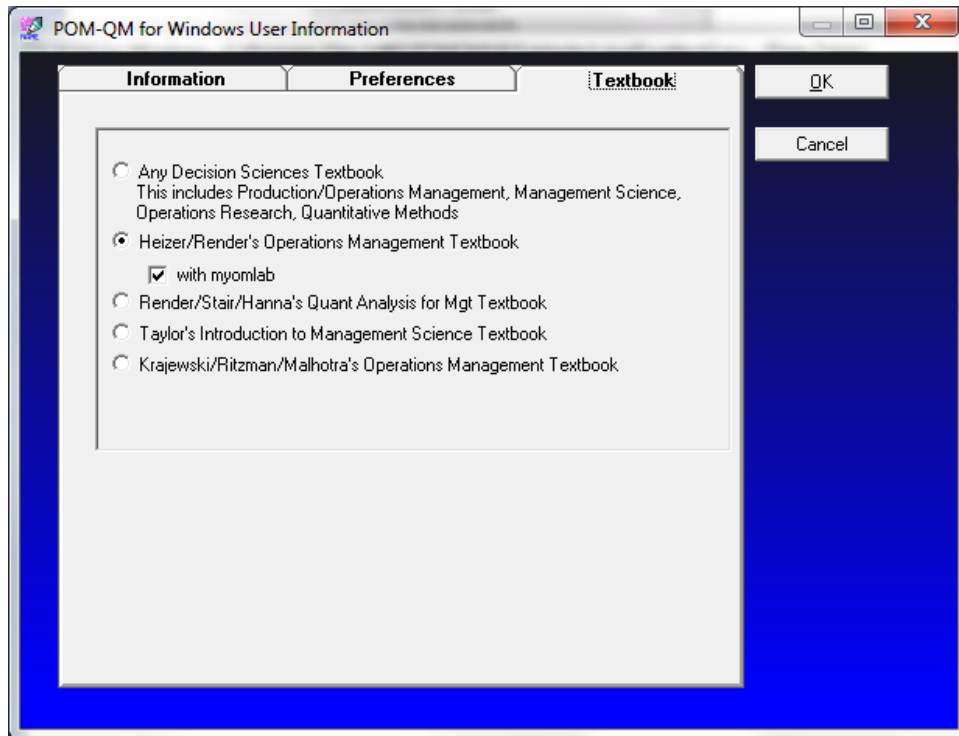 POM-QM for Windows User Information
Information Preferences Textbook
OK
Cancel
Any Decision Sciences Textbook
This includes Production/Operations Management, Management Science,
Operations Research, Quantitative Methods
Heizer/Render's Operations Management Textbook
with myomlab
Render/Stair/Hanna's Quant Analysis for Mgt Textbook
Taylor's Introduction to Management Science Textbook
Krajewski/Ritzman/Malhotra's Operations Management Textbook